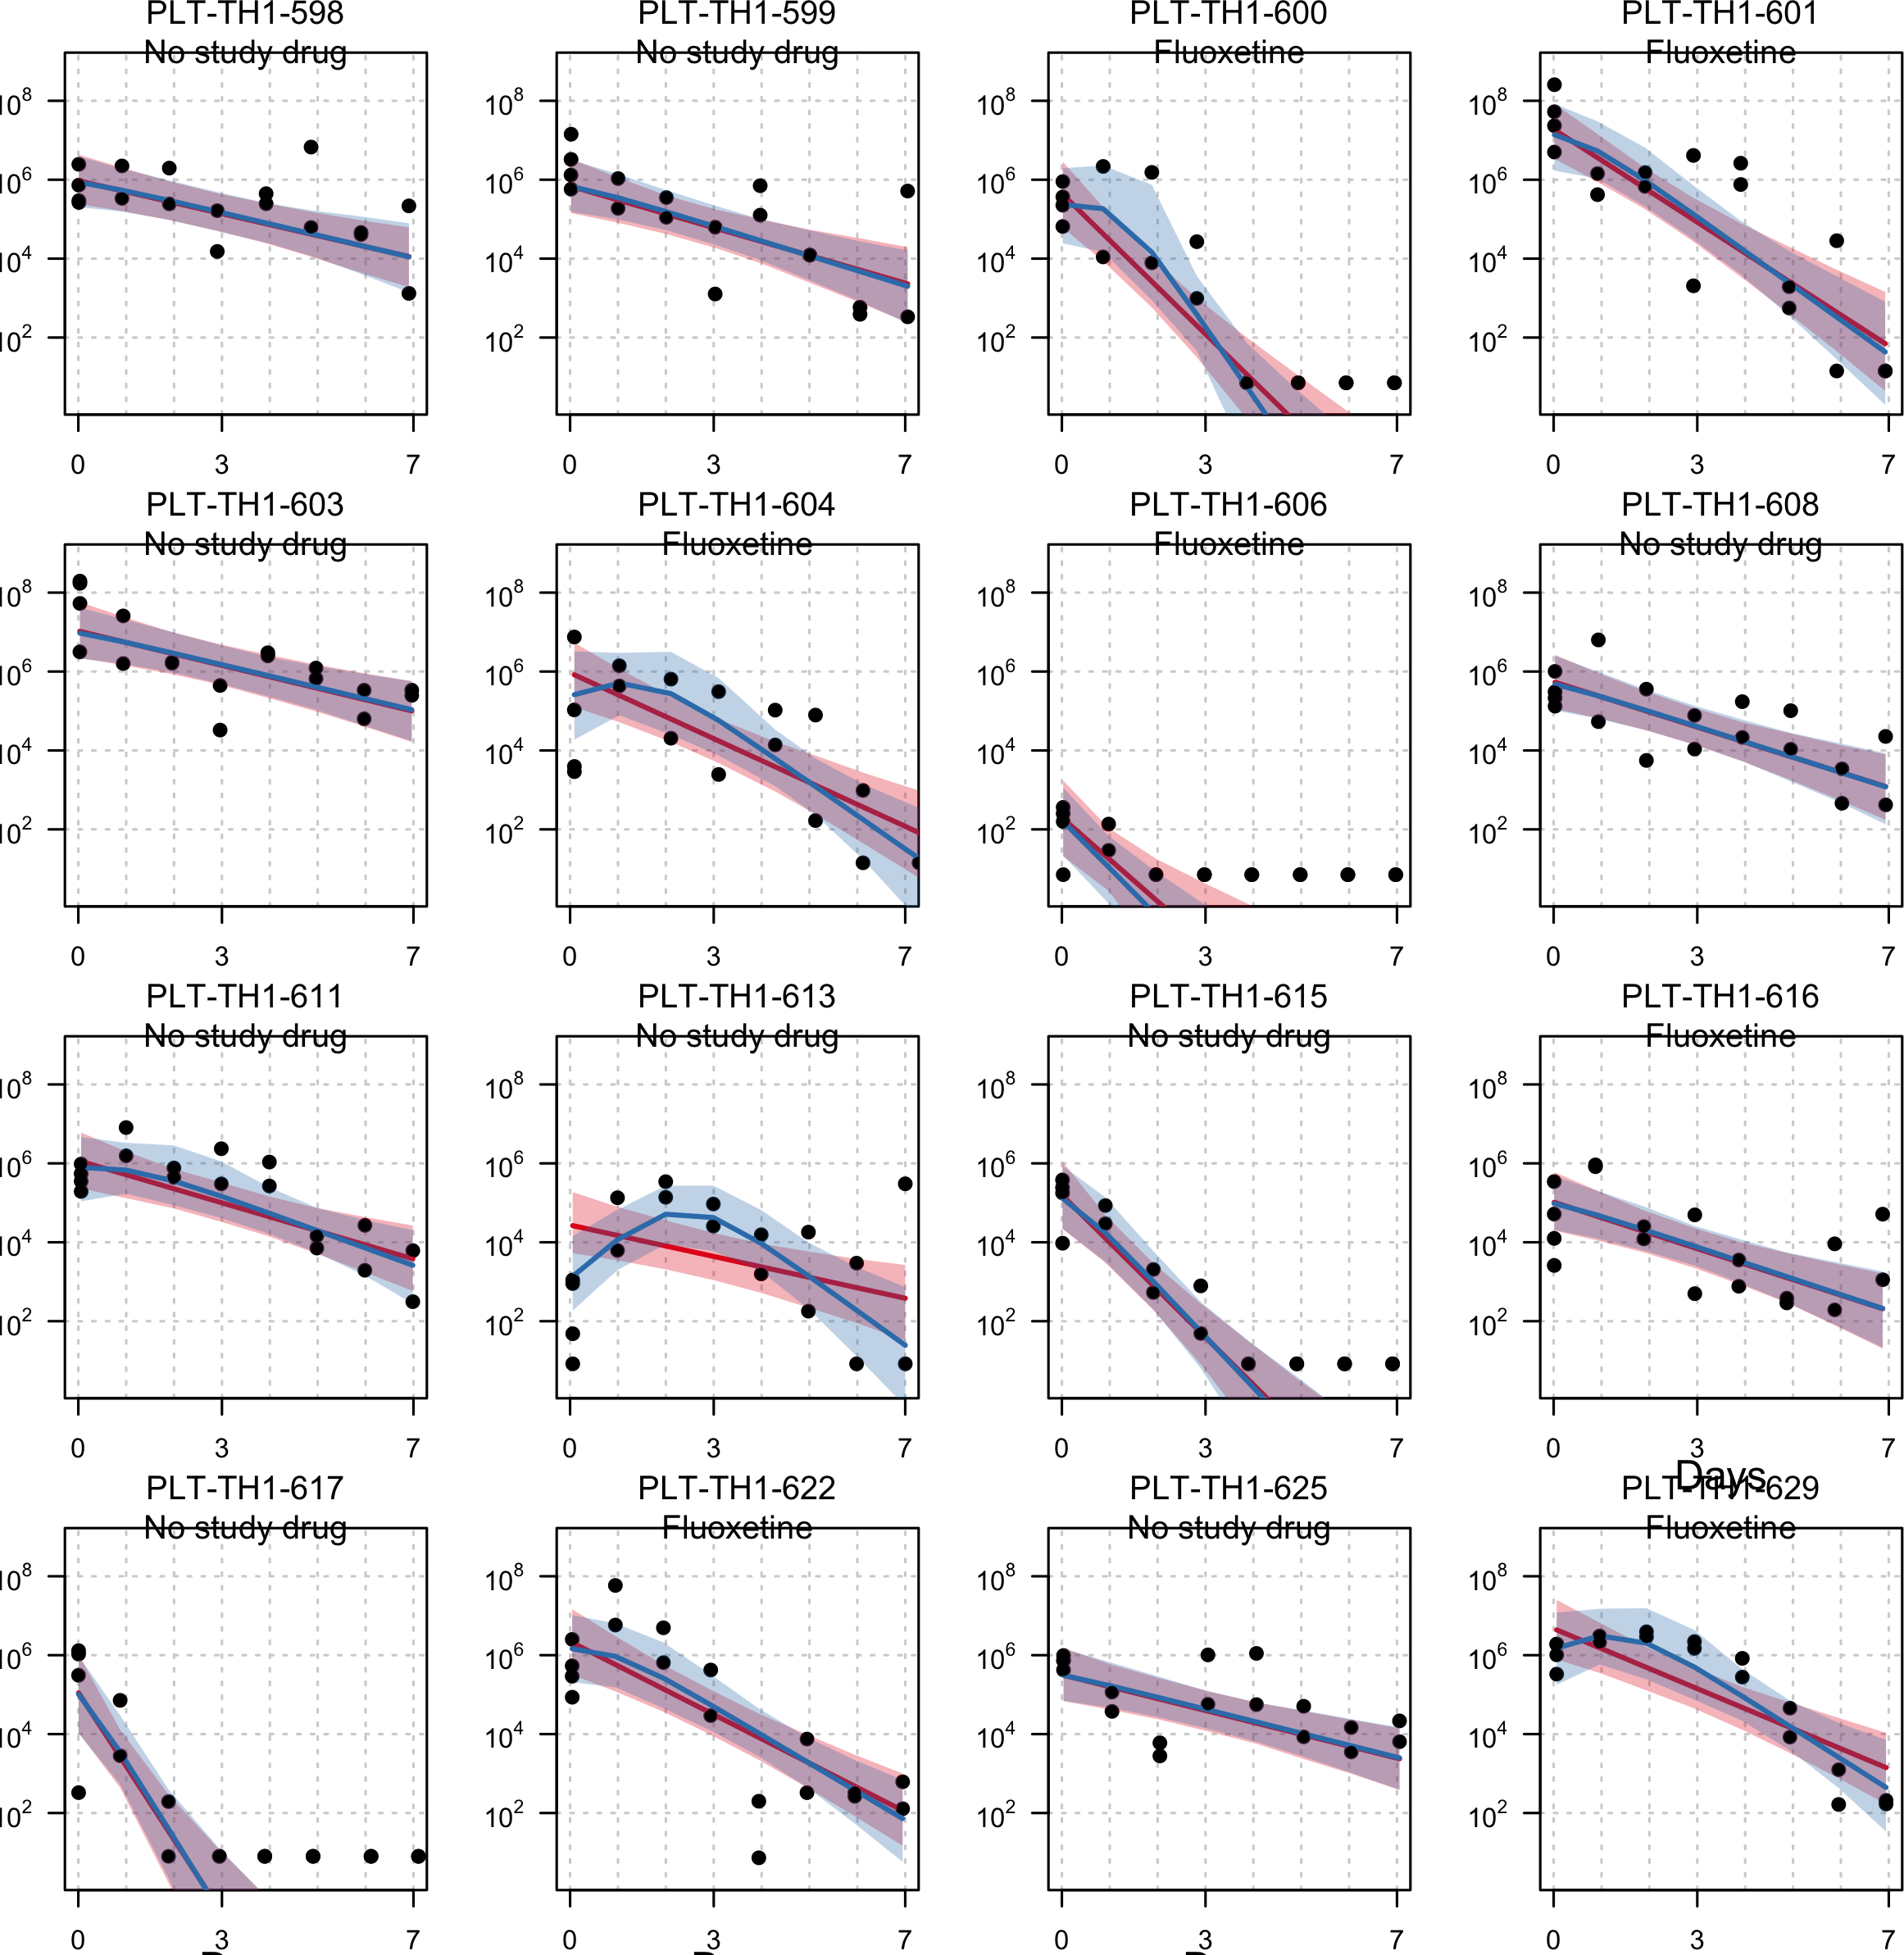 PLT-TH1-598 PLT-TH1-599 PLT-TH1-600 PLT-TH1-601
No study drug No study drug Fluoxetine Fluoxetine
10^8 10^8 10^8 10^8
10^6 10^6 10^6 10^6
10^4 10^4 10^4 10^4
10^2 10^2 10^2 10^2
0 3 7 0 3 7 0 3 7 0 3 7
PLT-TH1-603 PLT-TH1-604 PLT-TH1-606 PLT-TH1-608
No study drug Fluoxetine Fluoxetine No study drug
10^8 10^8 10^8 10^8
10^6 10^6 10^6 10^6
10^4 10^4 10^4 10^4
10^2 10^2 10^2 10^2
0 3 7 0 3 7 0 3 7 0 3 7
PLT-TH1-611 PLT-TH1-613 PLT-TH1-615 PLT-TH1-616
No study drug No study drug No study drug Fluoxetine
10^8 10^8 10^8 10^8
10^6 10^6 10^6 10^6
10^4 10^4 10^4 10^4
10^2 10^2 10^2 10^2
0 3 7 0 3 7 0 3 7 0 3 7
Days
PLT-TH1-617 PLT-TH1-622 PLT-TH1-625 PLT-TH1-629
No study drug Fluoxetine No study drug Fluoxetine
10^8 10^8 10^8 10^8
10^6 10^6 10^6 10^6
10^4 10^4 10^4 10^4
10^2 10^2 10^2 10^2
0 3 7 0 3 7 0 3 7 0 3 7